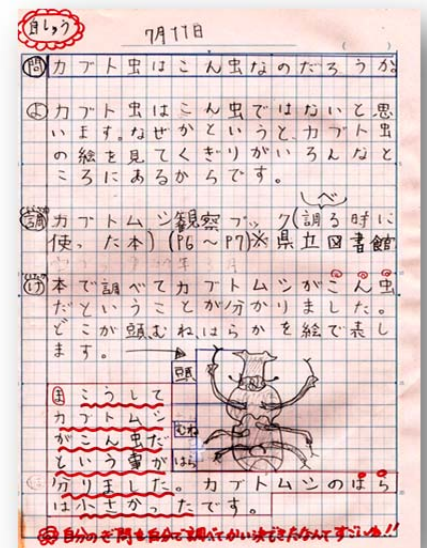 自しゅう
7月11日
問 カブト虫はこん虫なのだろうか。
よ カブト虫はこん虫ではないと思
います。なぜかというと、カブト虫
の絵を見てくぎりがいろんなと
ころにあるからです。
べ
調 カブトムシ観察ブック(調る時に
使った本)(P6～P7)※県立図書館
け 本で調べてカブトムシがこん虫
だということが分かりました。
どこが頭むねはらかを絵で表し
ます。
頭
むね
はら
ま こうして
カブトムシ
がこん虫だ
という事が
分りました。カブトムシのはら
は小さかったです。
自分のぎ問を自分で調べてかい決できたなんてすごいね!!